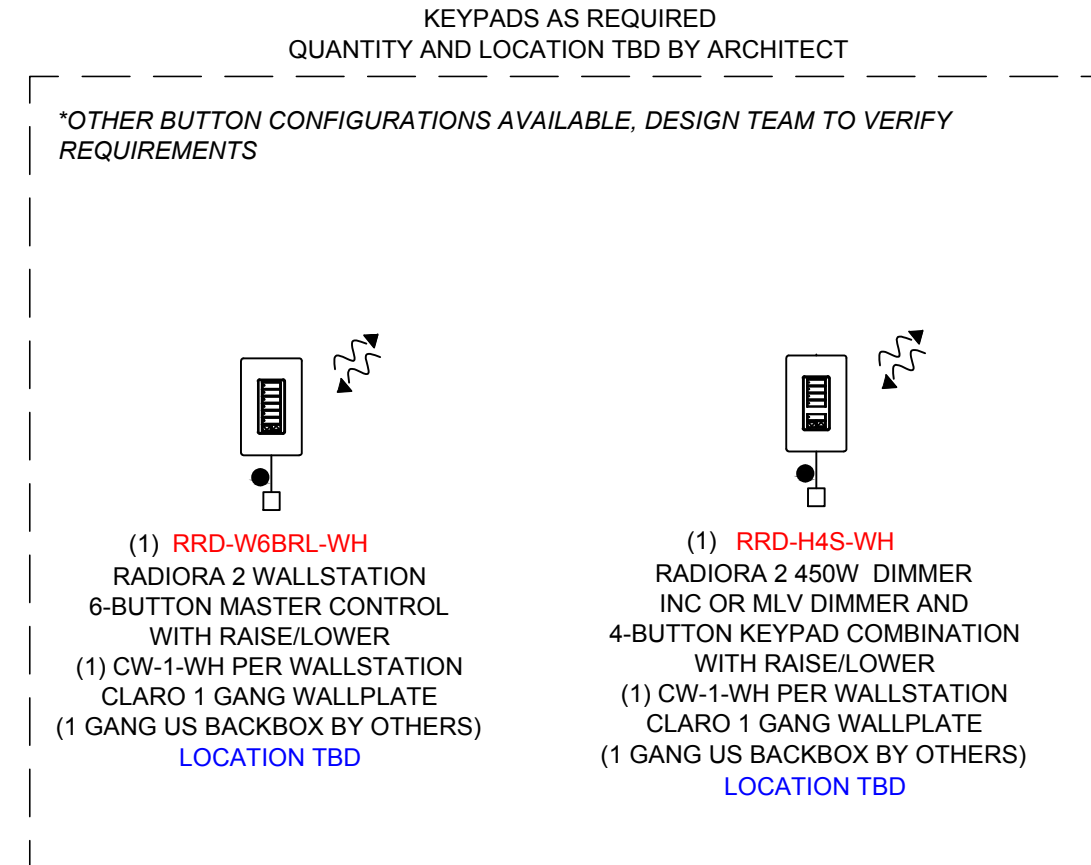 KEYPADS AS REQUIRED
QUANTITY AND LOCATION TBD BY ARCHITECT
*OTHER BUTTON CONFIGURATIONS AVAILABLE, DESIGN TEAM TO VERIFY
REQUIREMENTS
(1) RRD-W6BRL-WH
RADIORA 2 WALLSTATION
6-BUTTON MASTER CONTROL
WITH RAISE/LOWER
(1) CW-1-WH PER WALLSTATION
CLARO 1 GANG WALLPLATE
(1 GANG US BACKBOX BY OTHERS)
LOCATION TBD
(1) RRD-H4S-WH
RADIORA 2 450W DIMMER
INC OR MLV DIMMER AND
4-BUTTON KEYPAD COMBINATION
WITH RAISE/LOWER
(1) CW-1-WH PER WALLSTATION
CLARO 1 GANG WALLPLATE
(1 GANG US BACKBOX BY OTHERS)
LOCATION TBD